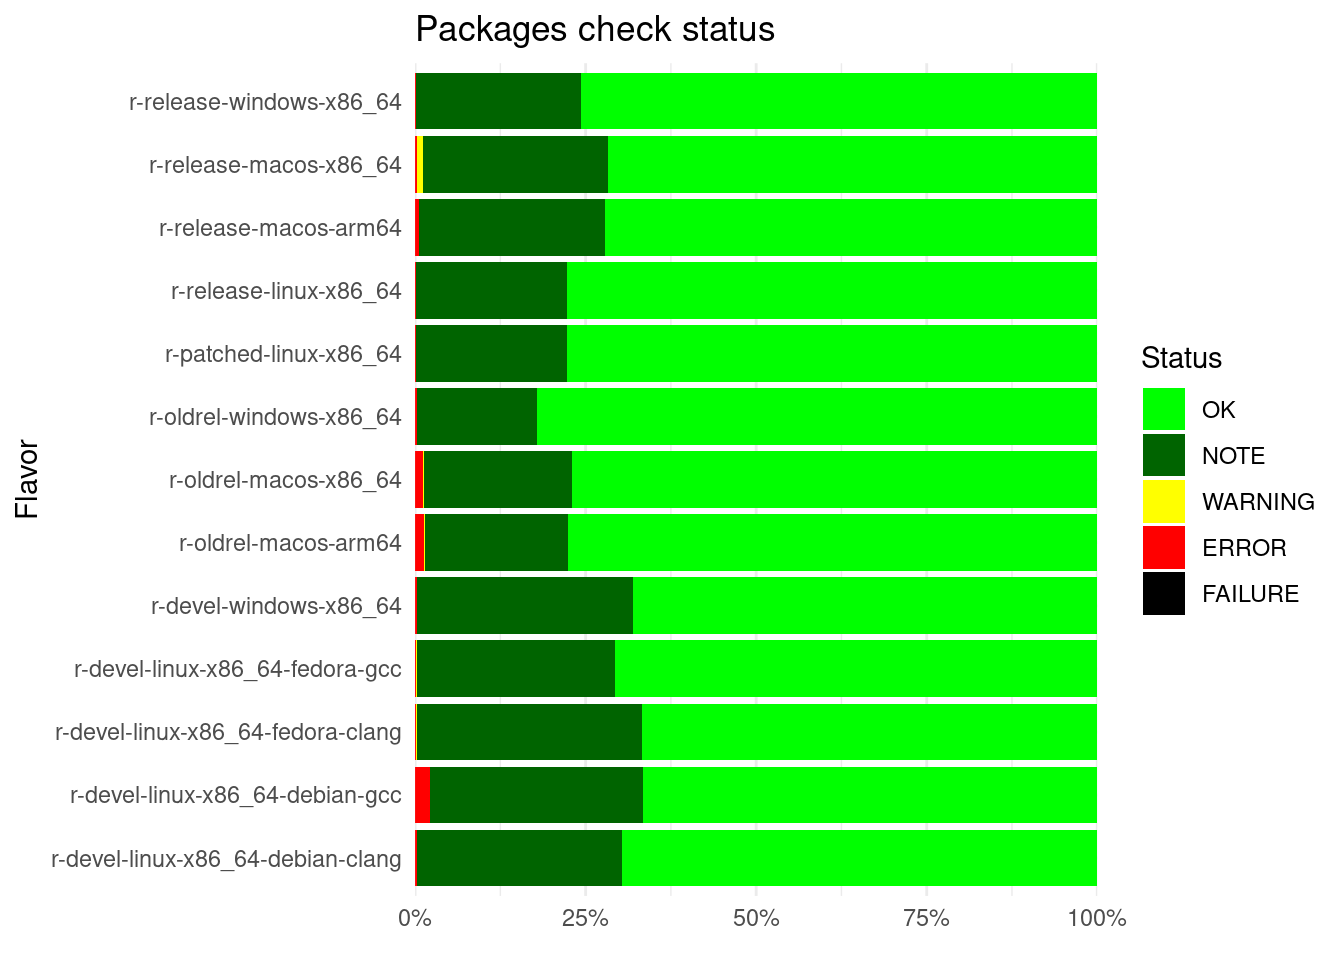 Packages check status
Flavor
r-release-windows-x86_64
r-release-macos-x86_64
r-release-macos-arm64
r-release-linux-x86_64
r-patched-linux-x86_64
r-oldrel-windows-x86_64
r-oldrel-macos-x86_64
r-oldrel-macos-arm64
r-devel-windows-x86_64
r-devel-linux-x86_64-fedora-gcc
r-devel-linux-x86_64-fedora-clang
r-devel-linux-x86_64-debian-gcc
r-devel-linux-x86_64-debian-clang
0% 25% 50% 75% 100%
Status
OK
NOTE
WARNING
ERROR
FAILURE